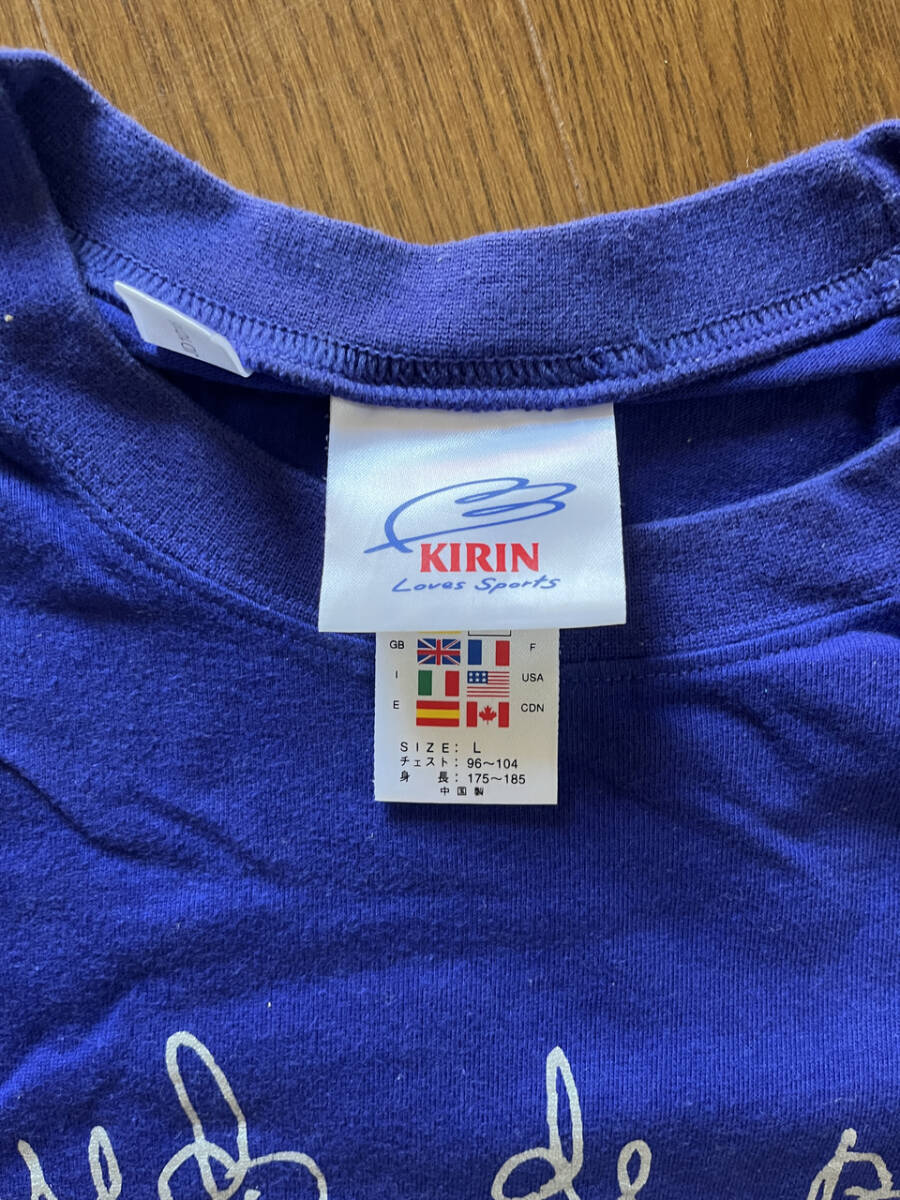 KIRIN
Loves Sports
GB F
I USA
E CDN
SIZE: L
チェスト: 96〜104
身 長: 175〜185
中国製